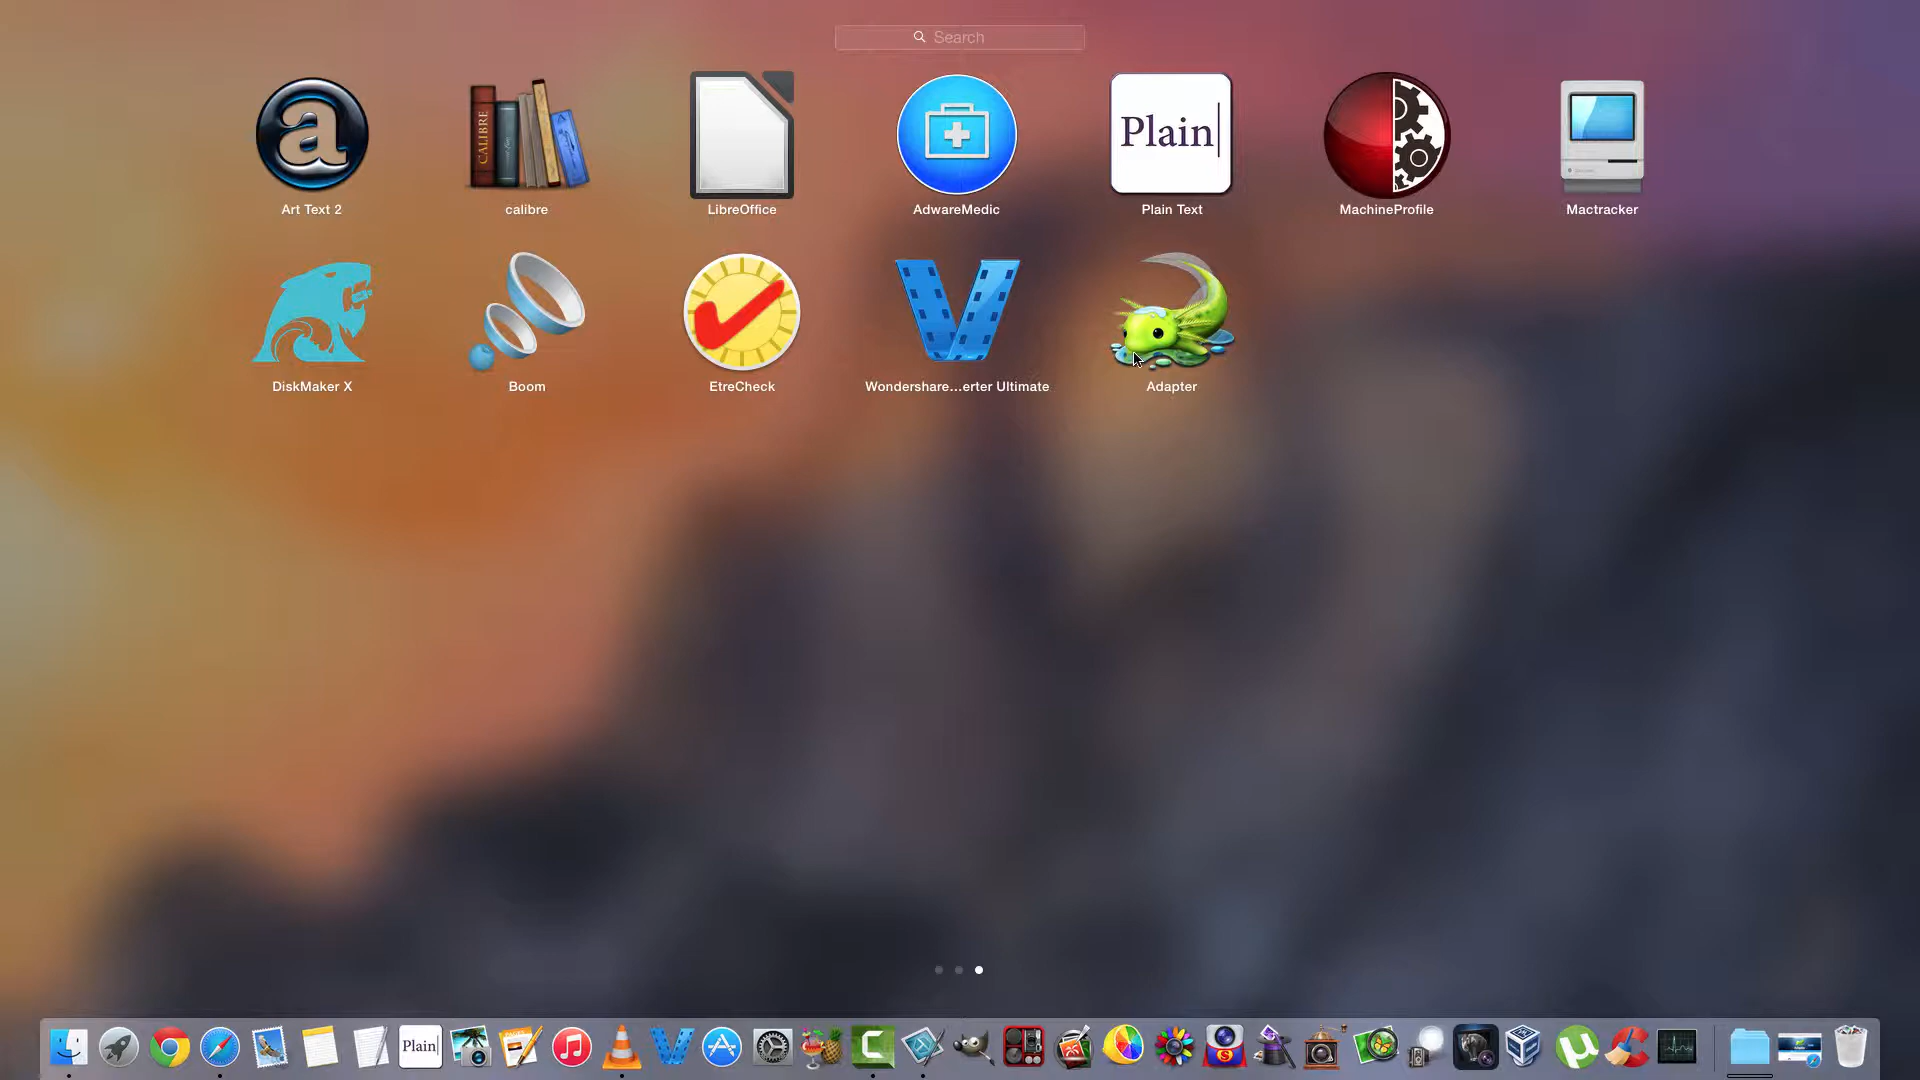 Search
a
CALIBRE
Plain
Art Text 2
calibre
LibreOffice
AdwareMedic
Plain Text
MachineProfile
Mactracker
DiskMaker X
Boom
EtreCheck
Wondershare...erter Ultimate
Adapter
Plain